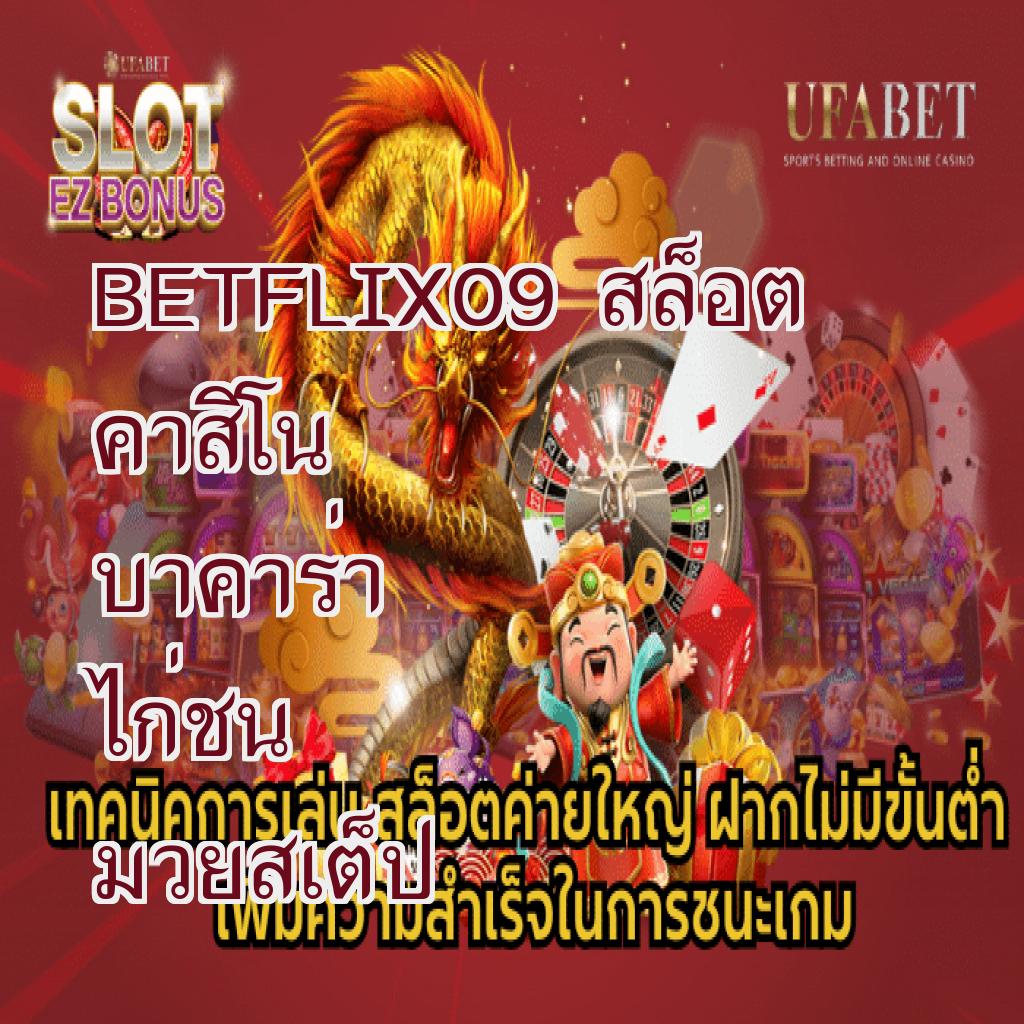 UFABET
SLOT
EZ BONUS
UFABET
SPORTS BETTING AND ONLINE CASINO
BETFLIX09 สล็อต
คาสิโน
บาคาร่า
ไก่ชน
เทคนิคการเล่น สล็อตค่ายใหญ่ ฝากไม่มีขั้นต่ำ
มวยสเต็ป
เพิ่มความสำเร็จในการชนะเกม